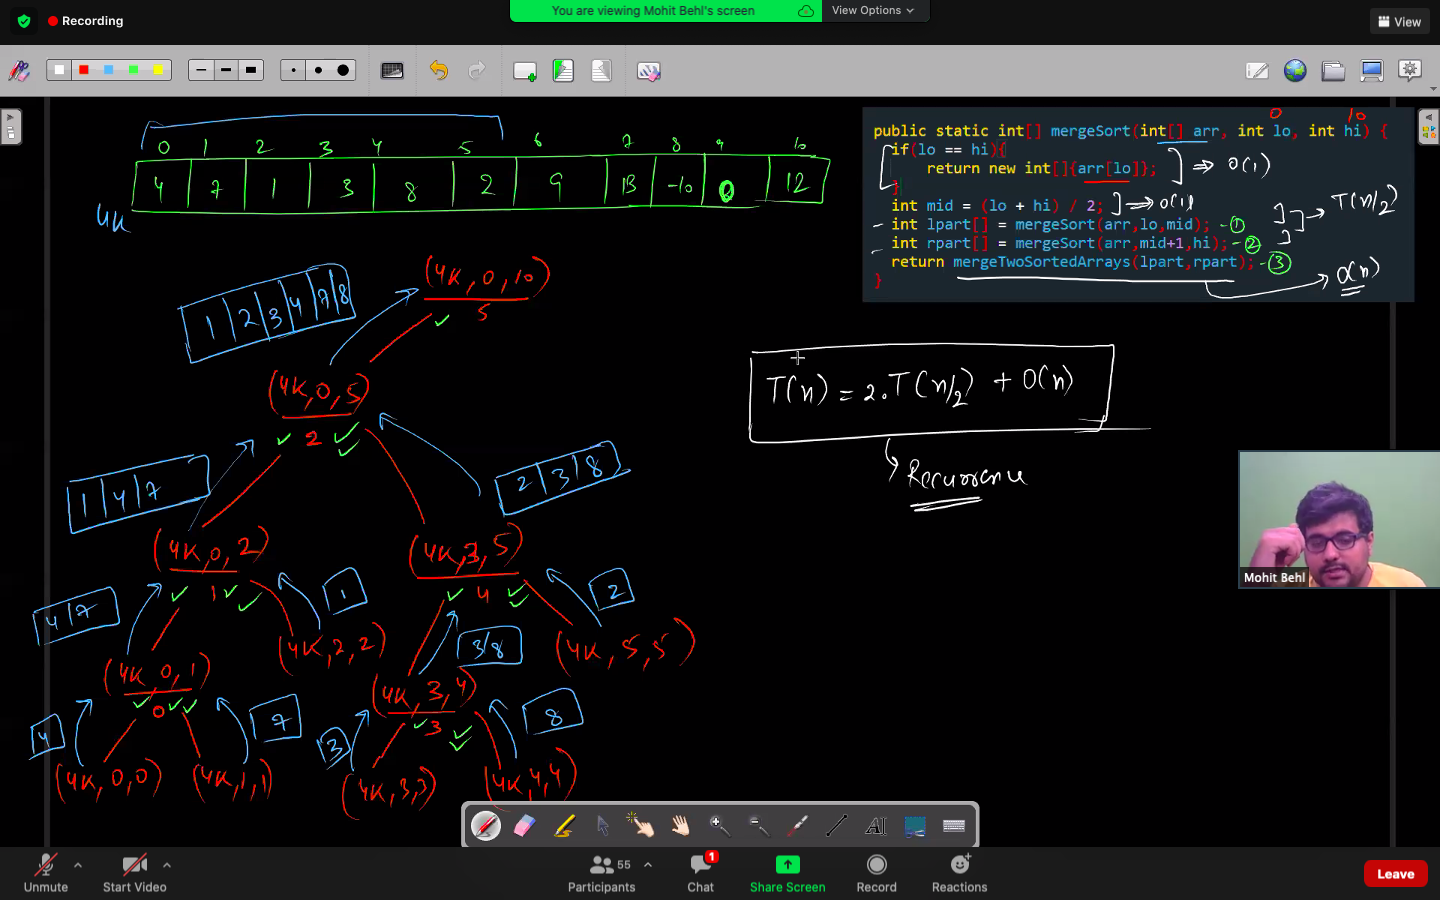 Recording
You are viewing Mohit Behl's screen
View Options
View
0 1 2 3 4 5 6 7 8 9 10
4 7 1 3 8 2 9 13 -10 0 12
4K
0 10
public static int[] mergeSort(int[] arr, int lo, int hi) {
if(lo == hi){
return new int[]{arr[lo]};
}
⇒ O(1)
int mid = (lo + hi) / 2; ⇒ O(1)
int lpart[] = mergeSort(arr,lo,mid); - 1
int rpart[] = mergeSort(arr,mid+1,hi); - 2
→ T(n/2)
return mergeTwoSortedArrays(lpart,rpart); - 3
}
O(n)
(4K, 0, 10)
5
1 2 3 4 7 8
(4K, 0, 5)
2
T(n) = 2. T(n/2) + O(n)
Recurrence
1 4 7
2 3 8
(4K, 0, 2)
1
(4K, 3, 5)
4
4 7
1
2
(4K, 2, 2)
3 8
(4K, 5, 5)
(4K, 0, 1)
0
(4K, 3, 4)
3
4
7
3
8
(4K, 0, 0)
(4K, 1, 1)
(4K, 3, 3)
(4K, 4, 4)
Mohit Behl
Unmute
Start Video
55
Participants
1
Chat
Share Screen
Record
Reactions
Leave